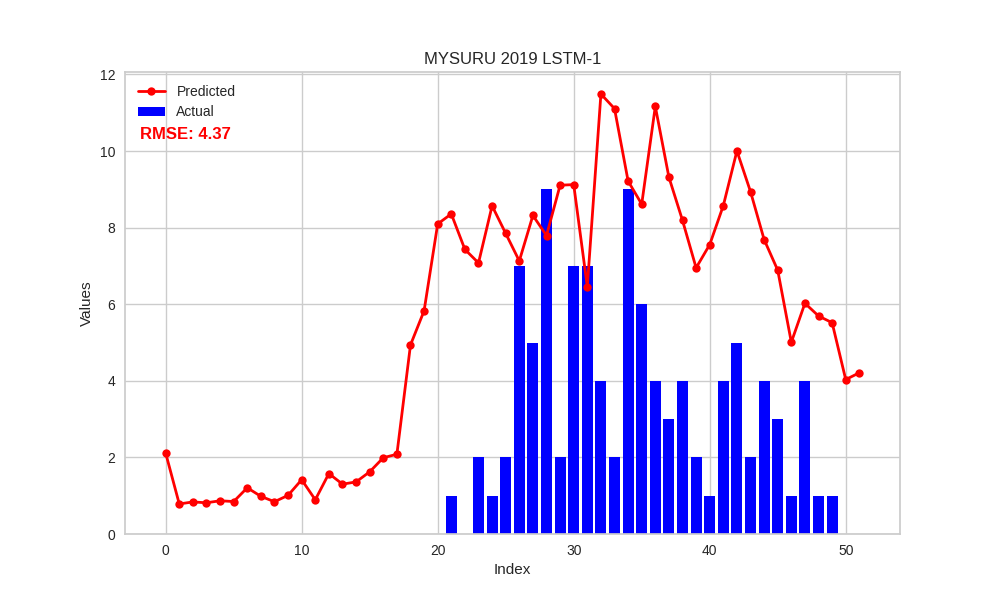 MYSURU 2019 LSTM-1
Predicted
Actual
RMSE: 4.37
12
10
8
6
4
2
0
Values
0 10 20 30 40 50
Index